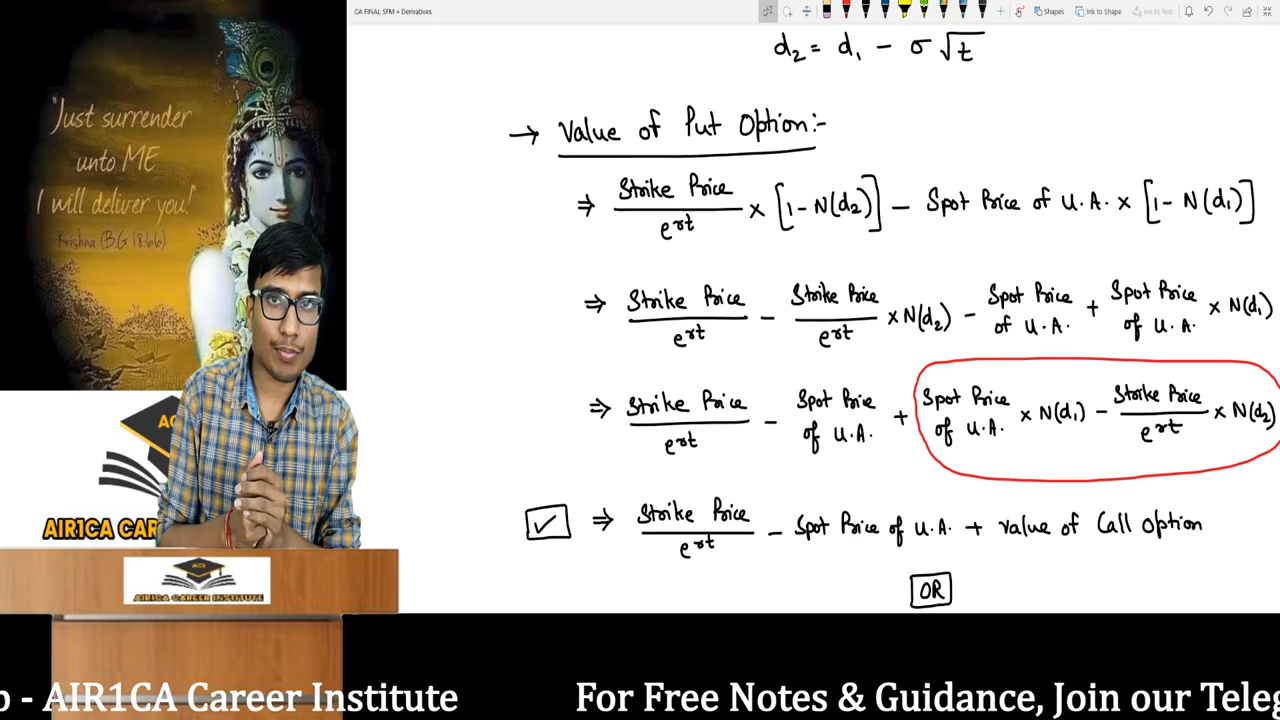 CA FINAL SFM » Derivatives
Shapes
Ink to Shape
Ink to Text
d₂ = d₁ - σ √t
→ Value of Put Option:-
⇒ Strike Price / e^rt × [1 - N(d₂)] - Spot Price of U.A. × [1 - N(d₁)]
⇒ Strike Price / e^rt - Strike Price / e^rt × N(d₂) - Spot Price of U.A. + Spot Price of U.A. × N(d₁)
⇒ Strike Price / e^rt - Spot Price of U.A. + Spot Price of U.A. × N(d₁) - Strike Price / e^rt × N(d₂)
✓ ⇒ Strike Price / e^rt - Spot Price of U.A. + Value of Call Option
OR
"Just surrender
unto ME
I will deliver you!"
Krishna (BG 18:66)
AIR1CA CAR
ACI
AIR1CA CAREER INSTITUTE
- AIR1CA Career Institute
For Free Notes & Guidance, Join our Teleg